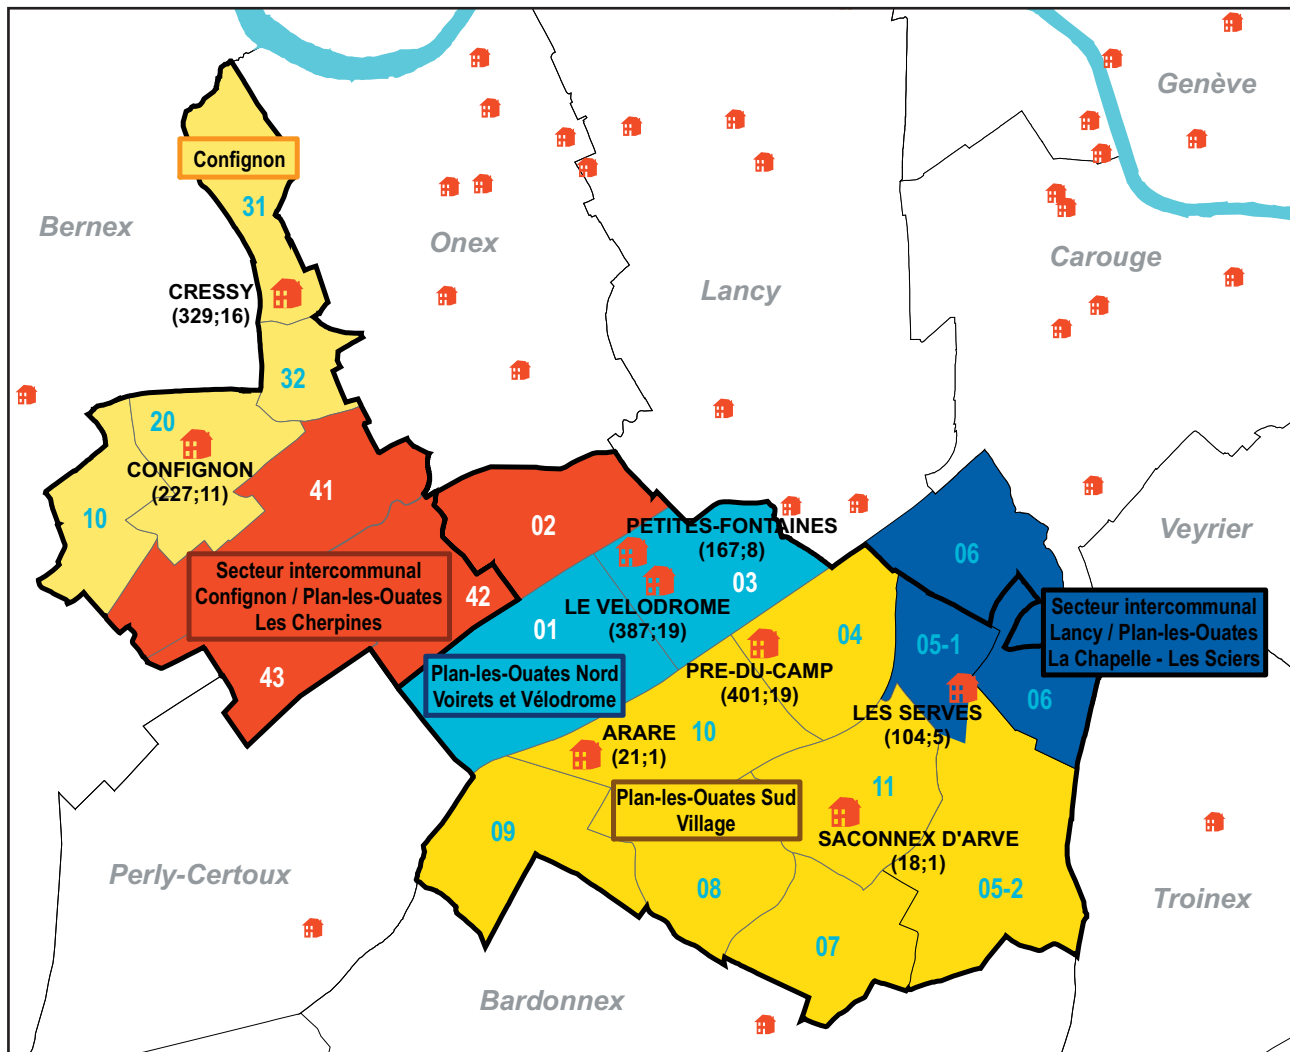 Genève
Confignon
31
Bernex
Onex
Carouge
Lancy
CRESSY
(329;16)
32
20
CONFIGNON
(227;11)
10
41
02
PETITES-FONTAINES
(167;8)
03
06
Veyrier
Secteur intercommunal
Confignon / Plan-les-Ouates
Les Cherpines
42
43
01
LE VELODROME
(387;19)
04
05-1
Secteur intercommunal
Lancy / Plan-les-Ouates
La Chapelle - Les Sciers
06
Plan-les-Ouates Nord
Voirets et Vélodrome
PRE-DU-CAMP
(401;19)
LES SERVES
(104;5)
ARARE
(21;1)
10
11
Plan-les-Ouates Sud
Village
09
SACONNEX D'ARVE
(18;1)
Perly-Certoux
08
05-2
Troinex
07
Bardonnex